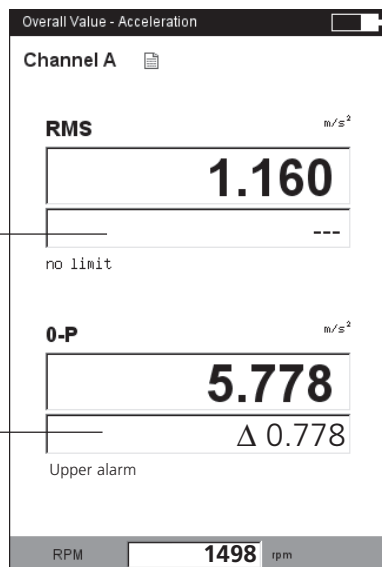 Overall Value - Acceleration
Channel A
RMS m/s²
1.160
---
no limit
0-P m/s²
5.778
Δ 0.778
Upper alarm
RPM 1498 rpm